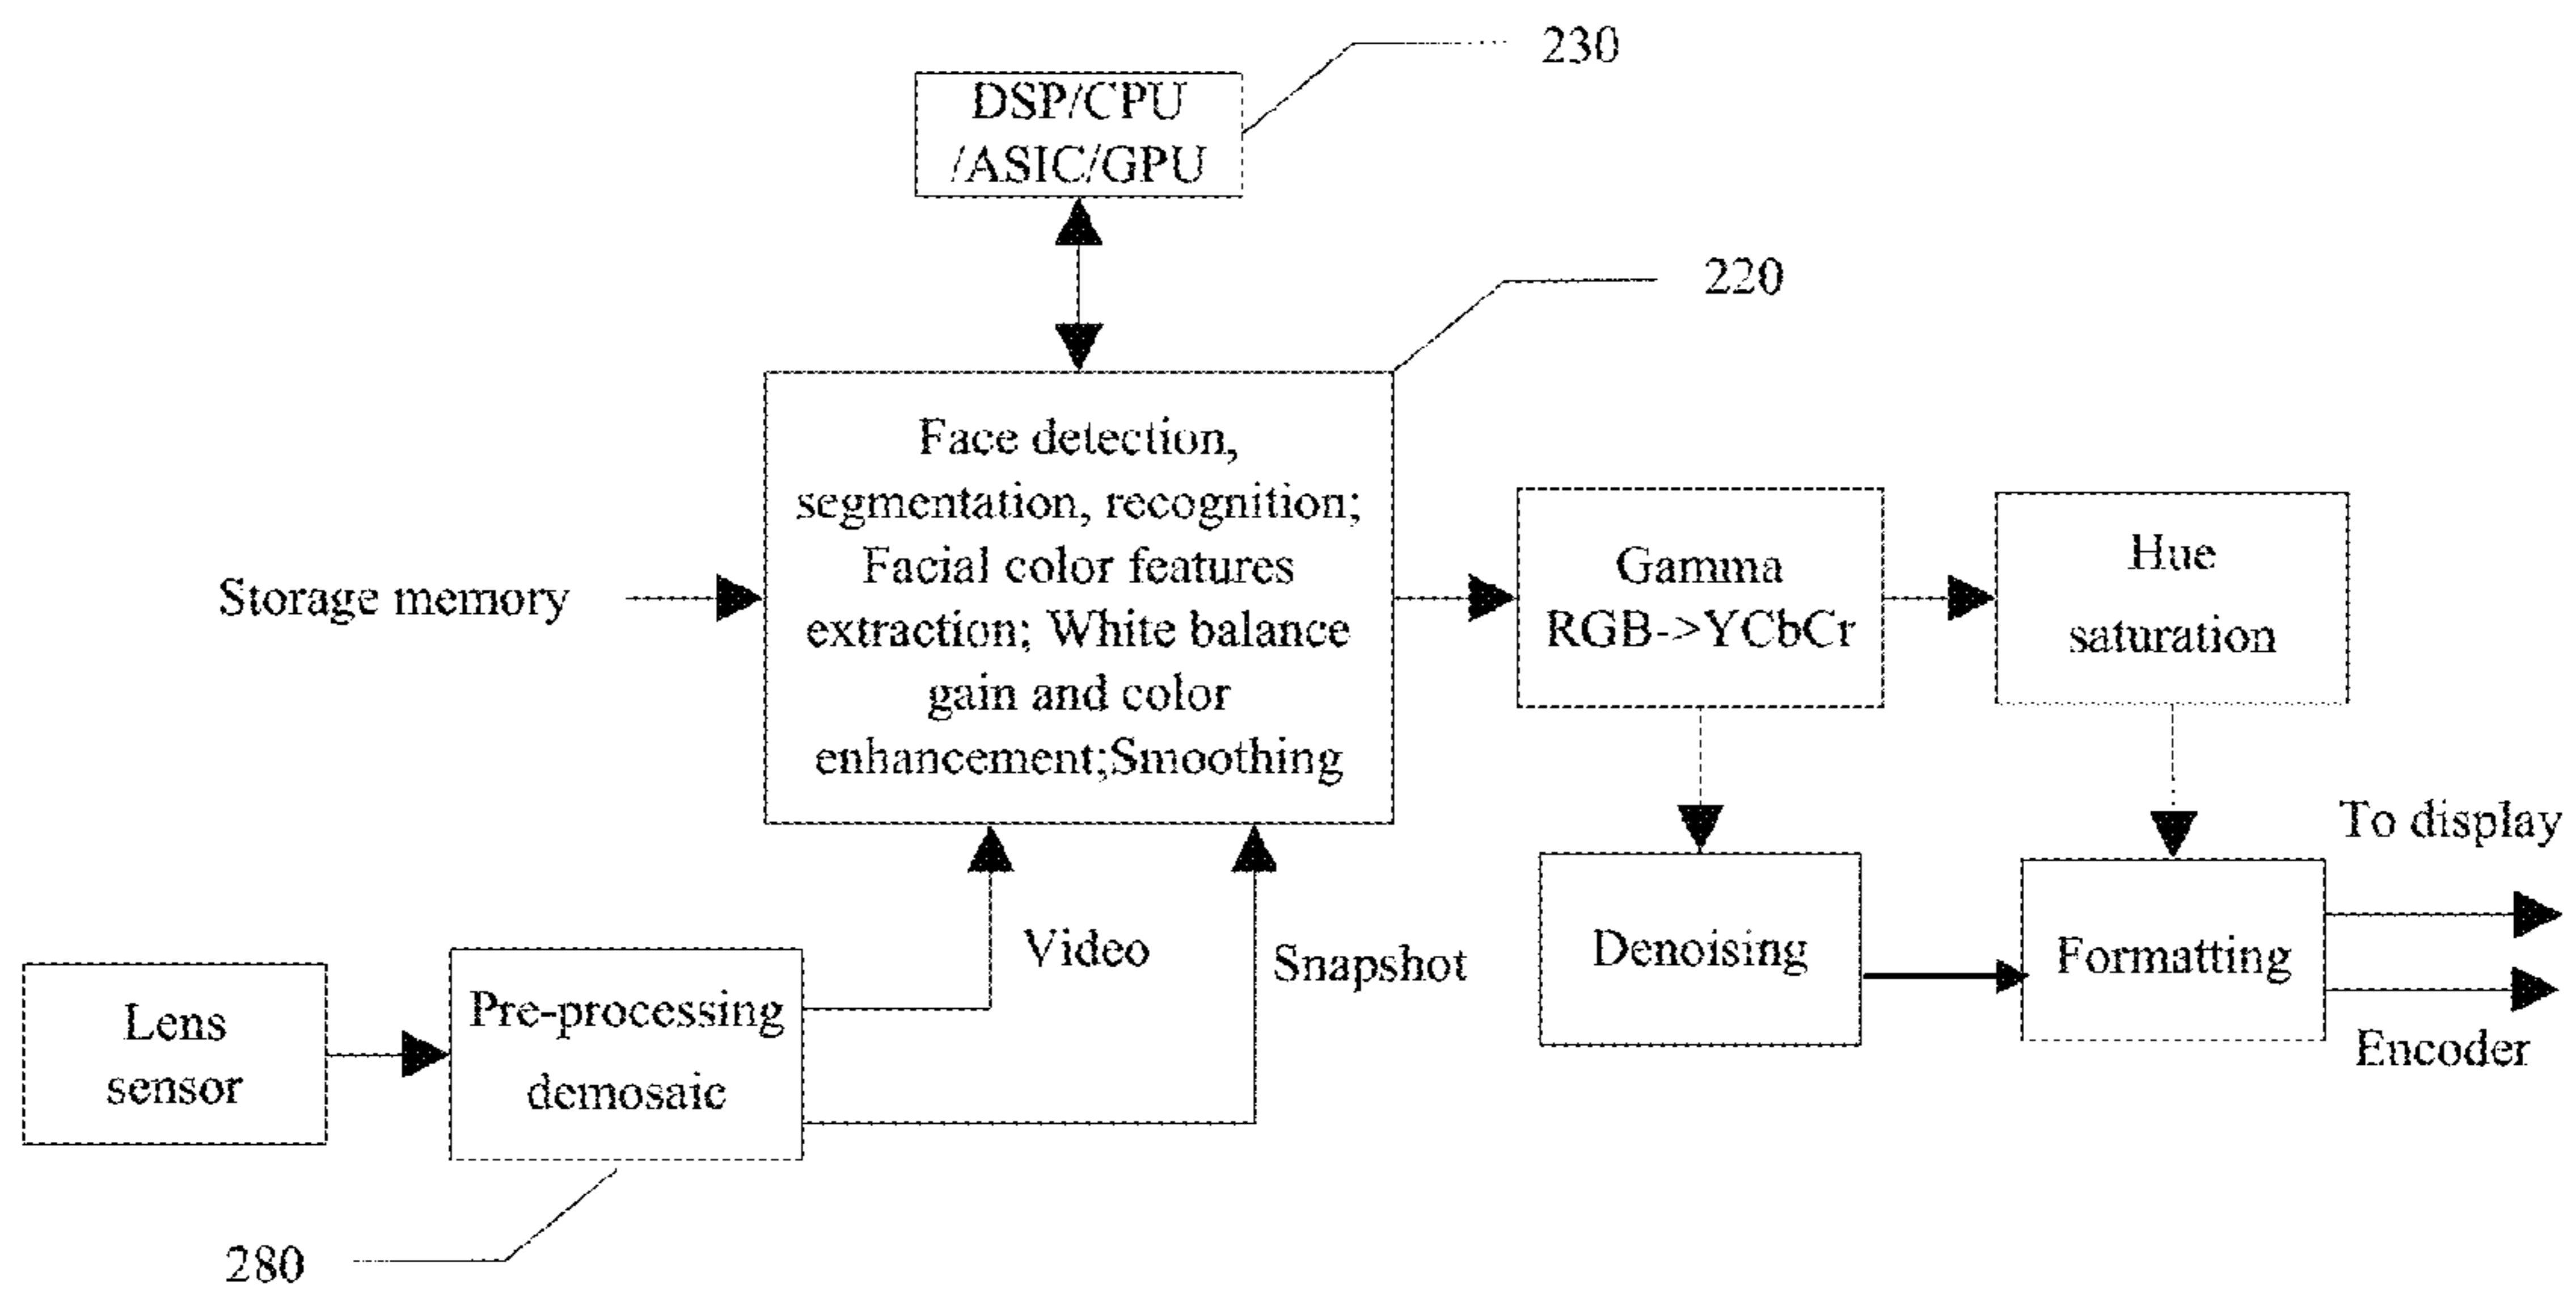 230
DSP/CPU
/ASIC/GPU
220
Face detection,
segmentation, recognition;
Facial color features
extraction; White balance
gain and color
enhancement;Smoothing
Storage memory
Gamma
RGB->YCbCr
Hue
saturation
To display
Video
Snapshot
Denoising
Formatting
Encoder
Lens
sensor
Pre-processing
demosaic
280